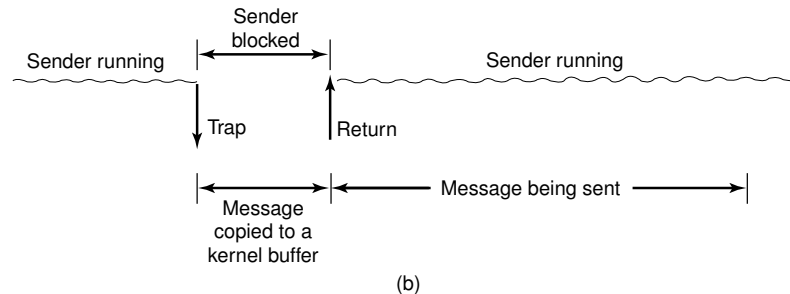 Sender
blocked
Sender running
Sender running
Trap
Return
Message being sent
Message
copied to a
kernel buffer
(b)